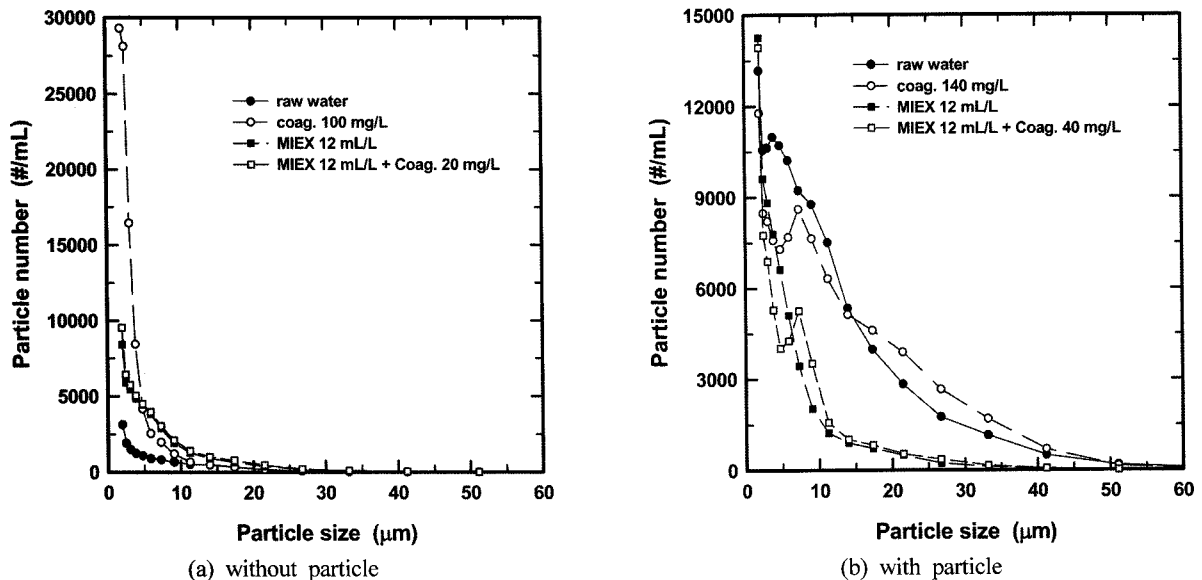 30000
25000
20000
15000
10000
5000
0
Particle number (#/mL)
raw water
coag. 100 mg/L
MIEX 12 mL/L
MIEX 12 mL/L + Coag. 20 mg/L
0 10 20 30 40 50 60
Particle size (μm)
(a) without particle
15000
12000
9000
6000
3000
0
Particle number (#/mL)
raw water
coag. 140 mg/L
MIEX 12 mL/L
MIEX 12 mL/L + Coag. 40 mg/L
0 10 20 30 40 50 60
Particle size (μm)
(b) with particle